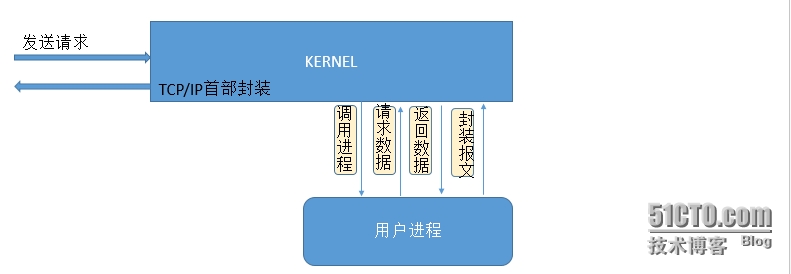 发送请求
KERNEL
TCP/IP首部封装
调用进程
请求数据
返回数据
封装报文
用户进程
51CTO.com
技术博客 Blog